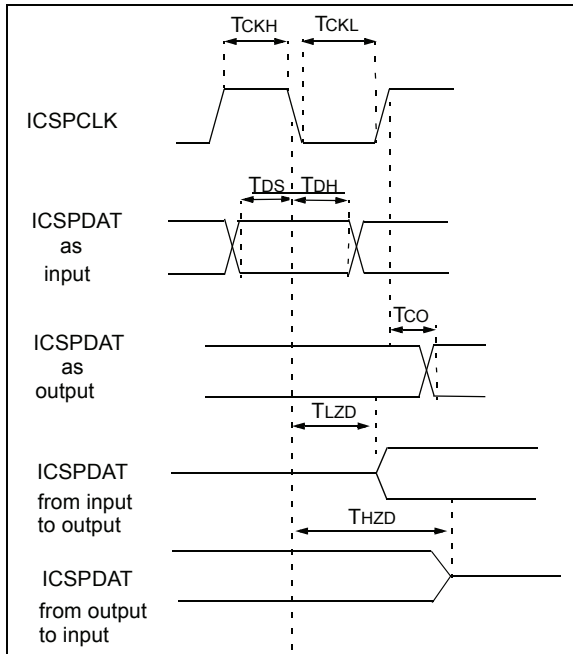 TCKH
TCKL
ICSPCLK
TDS
TDH
ICSPDAT
as
input
TCO
ICSPDAT
as
output
TLZD
ICSPDAT
from input
to output
THZD
ICSPDAT
from output
to input